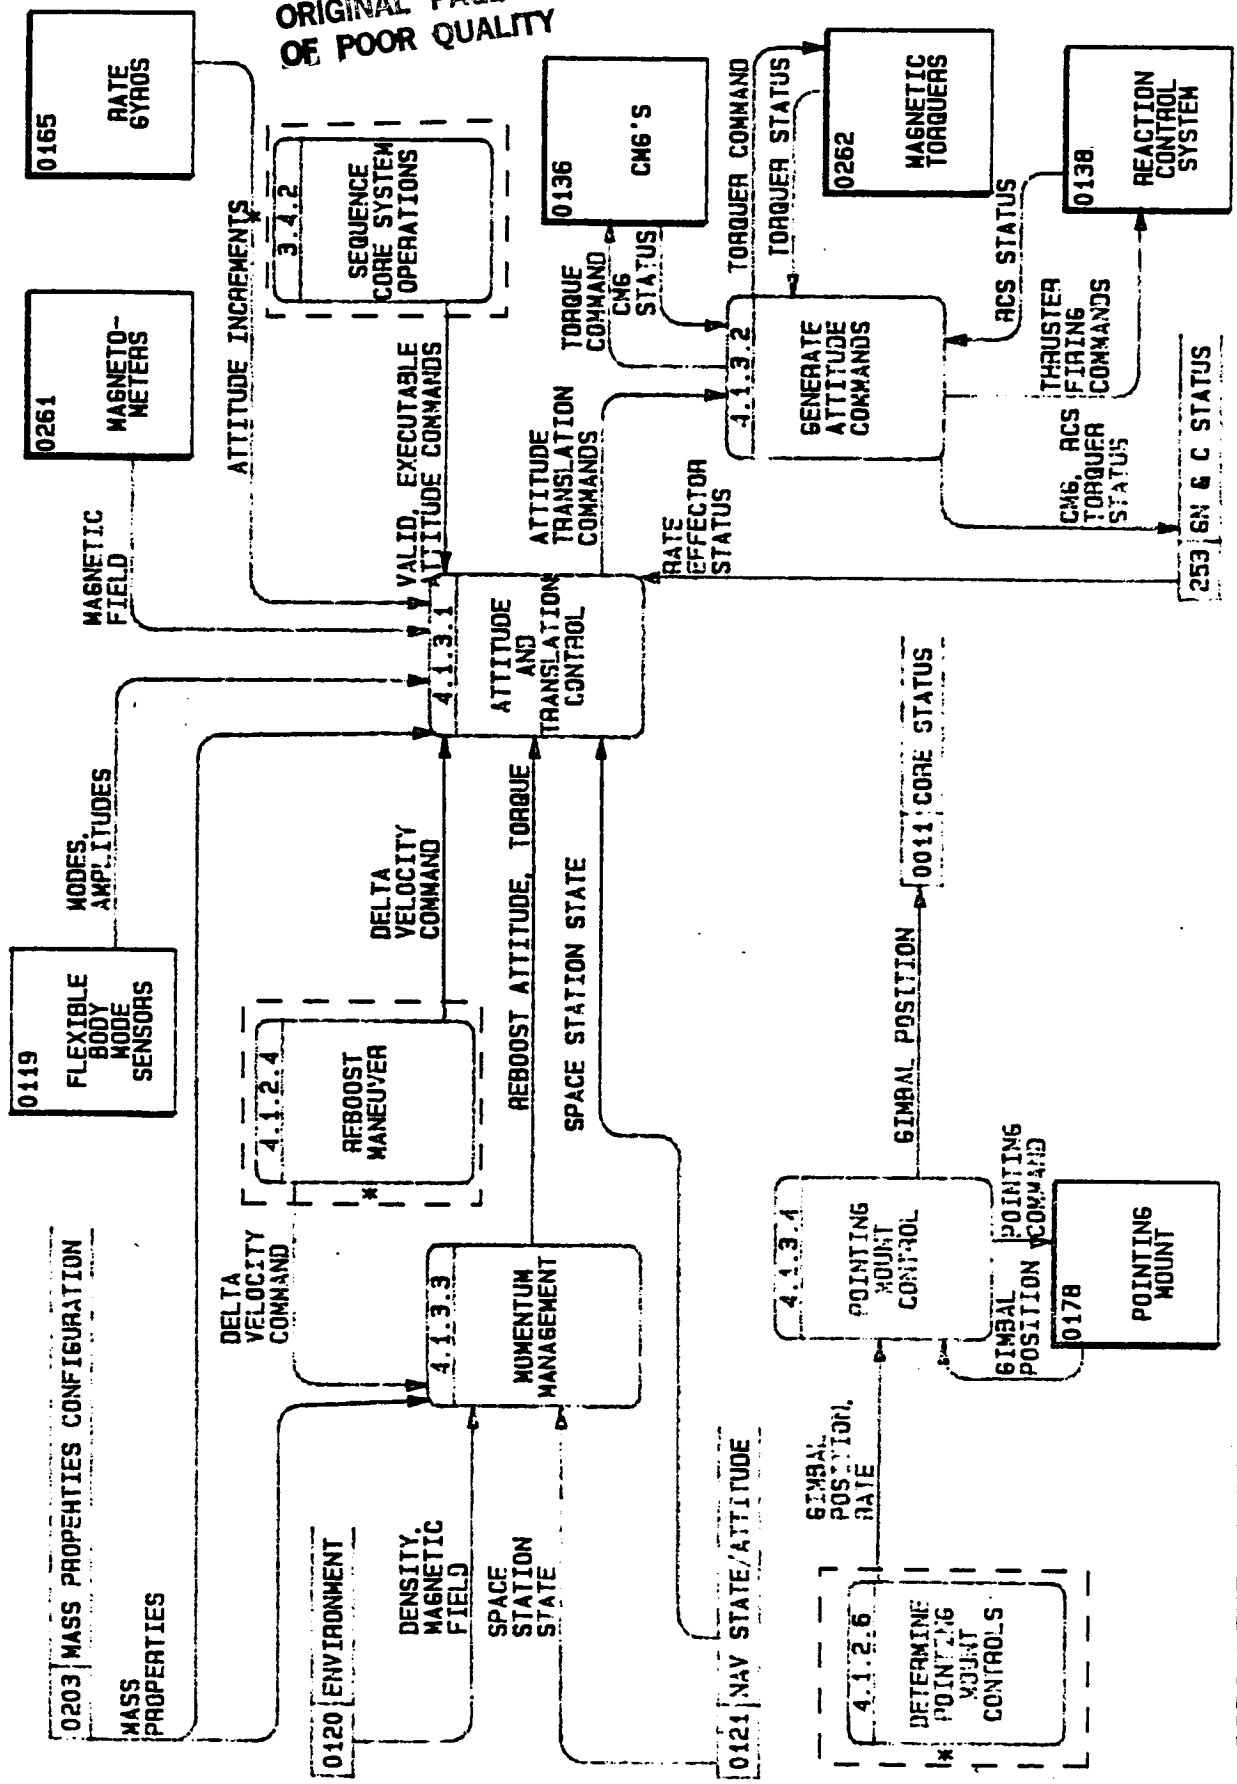 ORIGINAL
OF POOR QUALITY
0203 MASS PROPERTIES CONFIGURATION
MASS
PROPERTIES
0119
FLEXIBLE
BODY
MODE
SENSORS
MODES,
AMPLITUDES
0261
MAGNETO-
METERS
MAGNETIC
FIELD
0165
RATE
GYROS
ATTITUDE INCREMENTS
*
3.4.2
SEQUENCE
CORE SYSTEM
OPERATIONS
VALID, EXECUTABLE
ATTITUDE COMMANDS
0120 ENVIRONMENT
DENSITY,
MAGNETIC
FIELD
SPACE
STATION
STATE
DELTA
VELOCITY
COMMAND
4.1.2.4
REBOOST
MANEUVER
*
DELTA
VELOCITY
COMMAND
4.1.3.3
MOMENTUM
MANAGEMENT
REBOOST ATTITUDE, TORQUE
SPACE STATION STATE
4.1.3.1
ATTITUDE
AND
TRANSLATION
CONTROL
ATTITUDE
TRANSLATION
COMMANDS
RATE
EFFECTOR
STATUS
0136
CMG'S
TORQUE
COMMAND
CMG
STATUS
4.1.3.2
GENERATE
ATTITUDE
COMMANDS
TORQUER COMMAND
TORQUER STATUS
0262
MAGNETIC
TORQUERS
RCS STATUS
0138
REACTION
CONTROL
SYSTEM
THRUSTER
FIRING
COMMANDS
CMG, RCS
TORQUER
STATUS
253 GN & C STATUS
0121 NAV STATE/ATTITUDE
4.1.2.6
DETERMINE
POINTING
MOUNT
CONTROLS
*
GIMBAL
POSITION,
RATE
4.1.3.4
POINTING
MOUNT
CONTROL
GIMBAL POSITION
0011 CORE STATUS
POINTING
COMMAND
GIMBAL
POSITION
0178
POINTING
MOUNT